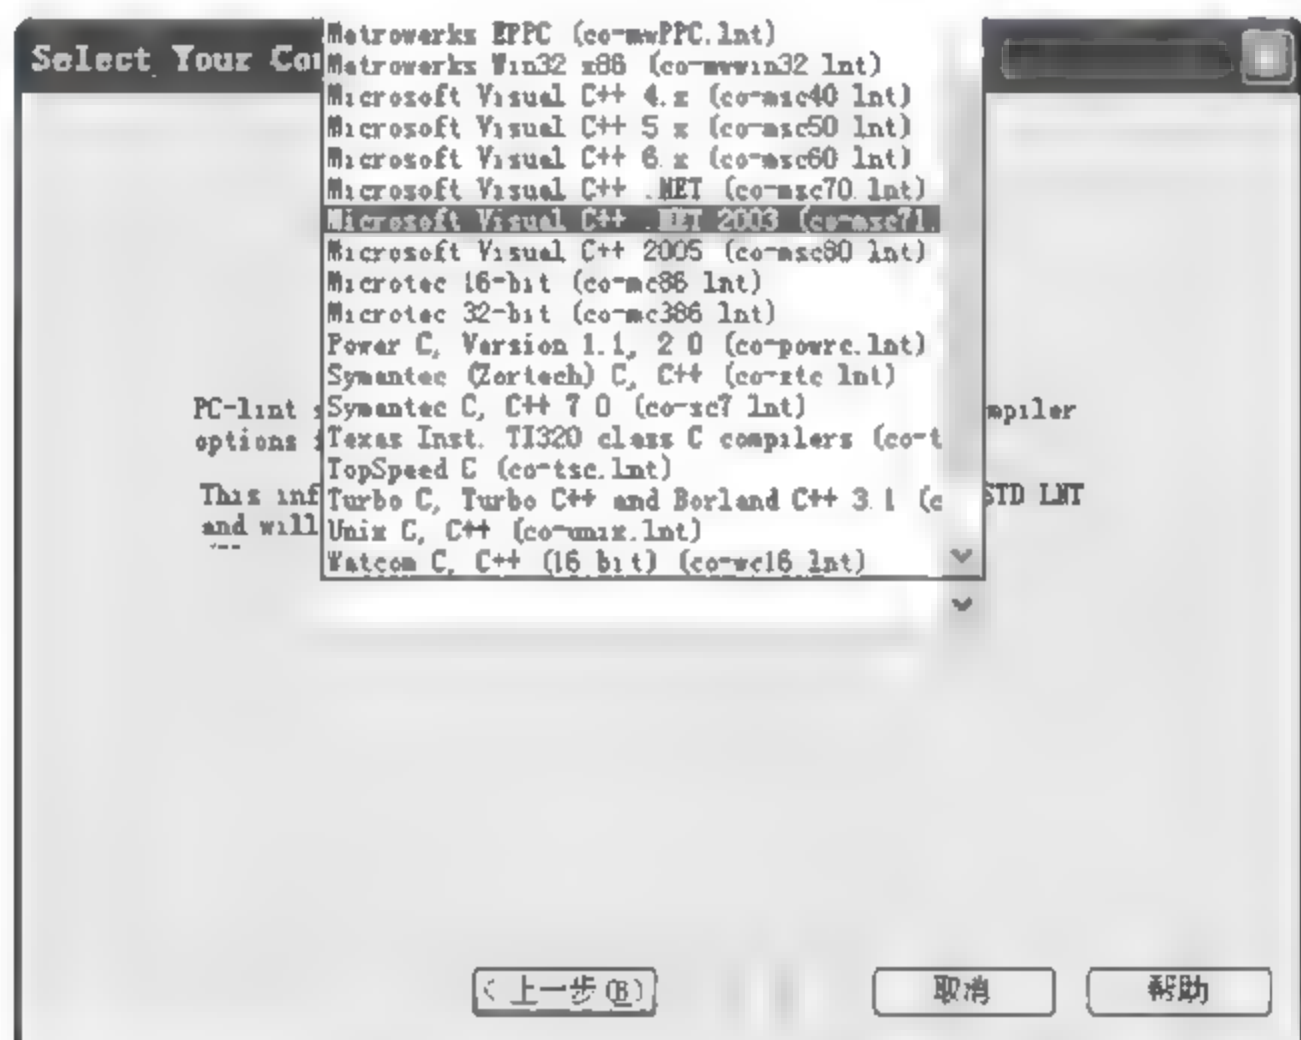 Select Your Co
Metrowerks EPPC (co-mwPPC.lnt)
Metrowerks Win32 x86 (co-mwwin32 lnt)
Microsoft Visual C++ 4.x (co-msc40 lnt)
Microsoft Visual C++ 5 x (co-msc50 lnt)
Microsoft Visual C++ 6.x (co-msc60 lnt)
Microsoft Visual C++ .NET (co-msc70.lnt)
Microsoft Visual C++ .NET 2003 (co-msc71.
Microsoft Visual C++ 2005 (co-msc80 lnt)
Microtec 16-bit (co-mc86 lnt)
Microtec 32-bit (co-mc386 lnt)
Power C, Version 1.1, 2 0 (co-powrc.lnt)
Symantec (Zortech) C, C++ (co-ztc lnt)
PC-lint Symantec C, C++ 7 0 (co-sc7 lnt) mpiler
options Texas Inst. TI320 class C compilers (co-t
TopSpeed C (co-tsc.lnt)
This inf Turbo C, Turbo C++ and Borland C++ 3.1 (c STD LNT
and will Unix C, C++ (co-unix.lnt)
Watcom C, C++ (16 bit) (co-wc16 lnt)
< 上一步(B) 取消 帮助